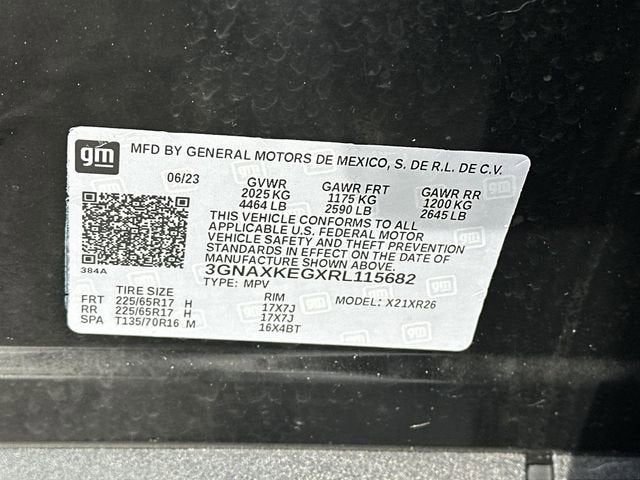 gm
MFD BY GENERAL MOTORS DE MEXICO, S. DE R.L. DE C.V.
06/23 GVWR GAWR FRT GAWR RR
2025 KG 1175 KG 1200 KG
4464 LB 2590 LB 2645 LB
THIS VEHICLE CONFORMS TO ALL
APPLICABLE U.S. FEDERAL MOTOR
VEHICLE SAFETY AND THEFT PREVENTION
STANDARDS IN EFFECT ON THE DATE OF
MANUFACTURE SHOWN ABOVE.
384A
3GNAXKEGXRL115682
TYPE: MPV
TIRE SIZE RIM MODEL: X21XR26
FRT 225/65R17 H 17X7J
RR 225/65R17 H 17X7J
SPA T135/70R16 M 16X4BT